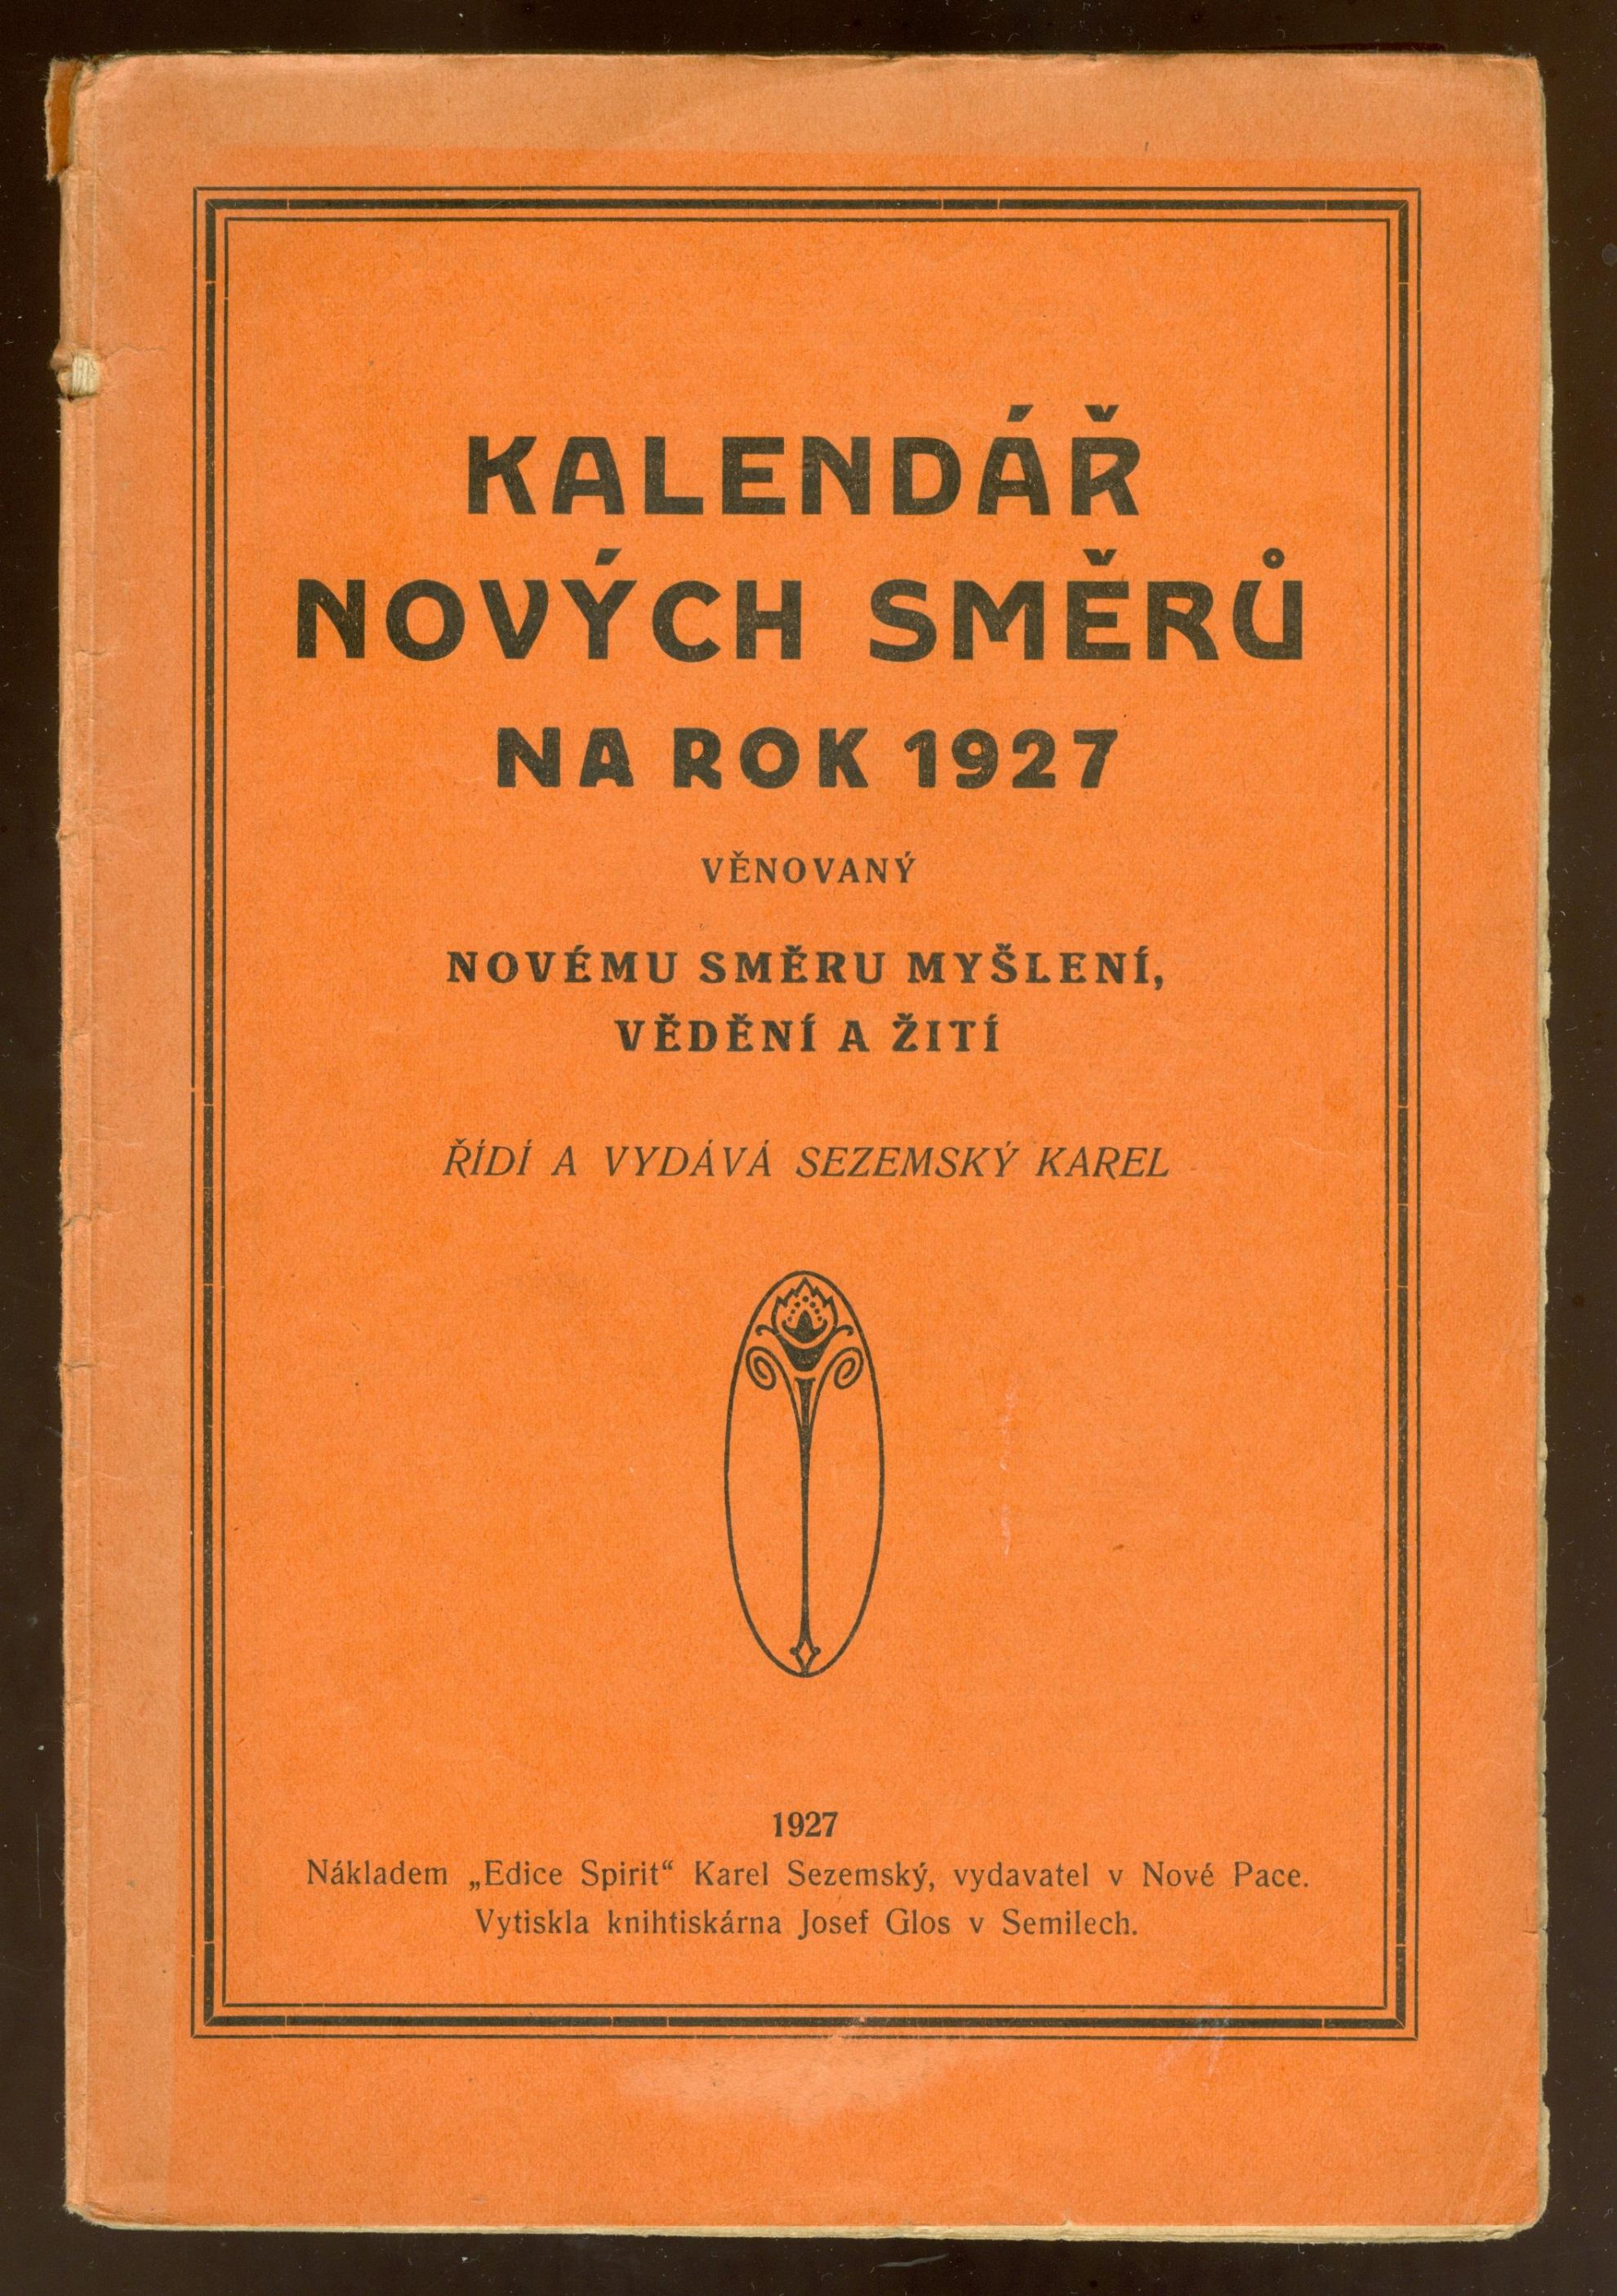 KALENDÁŘ
NOVÝCH SMĚRŮ
NA ROK 1927
VĚNOVANÝ
NOVÉMU SMĚRU MYŠLENÍ,
VĚDĚNÍ A ŽITÍ
ŘÍDÍ A VYDÁVÁ SEZEMSKÝ KAREL
1927
Nákladem „Edice Spirit“ Karel Sezemský, vydavatel v Nové Pace.
Vytiskla knihtiskárna Josef Glos v Semilech.